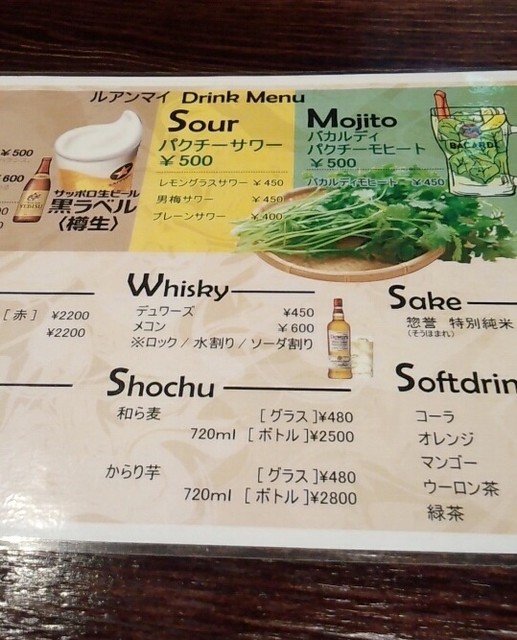 ルアンマイ Drink Menu
¥500
¥600
サッポロ生ビール
黒ラベル
〈樽生〉
Sour
パクチーサワー
¥500
レモングラスサワー ¥450
男梅サワー ¥450
プレーンサワー ¥400
Mojito
バカルディ
パクチーモヒート
¥500
バカルディモヒート ¥450
BACARDI
[赤] ¥2200
¥2200
Whisky
デュワーズ ¥450
メコン ¥600
※ロック/水割り/ソーダ割り
Sake
惣誉 特別純米
(そうほまれ)
Shochu
和ら麦 [グラス]¥480
720ml [ボトル]¥2500
からり芋 [グラス]¥480
720ml [ボトル]¥2800
Softdrin
コーラ
オレンジ
マンゴー
ウーロン茶
緑茶